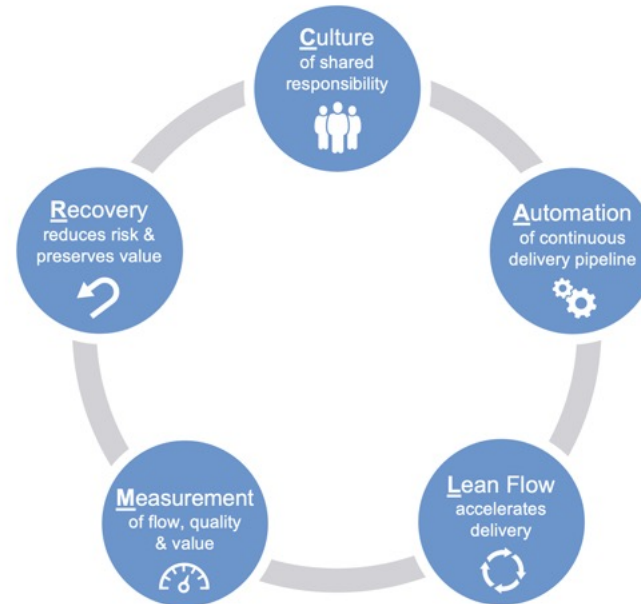 Culture
of shared
responsibility
Automation
of continuous
delivery pipeline
Lean Flow
accelerates
delivery
Measurement
of flow, quality
& value
Recovery
reduces risk &
preserves value